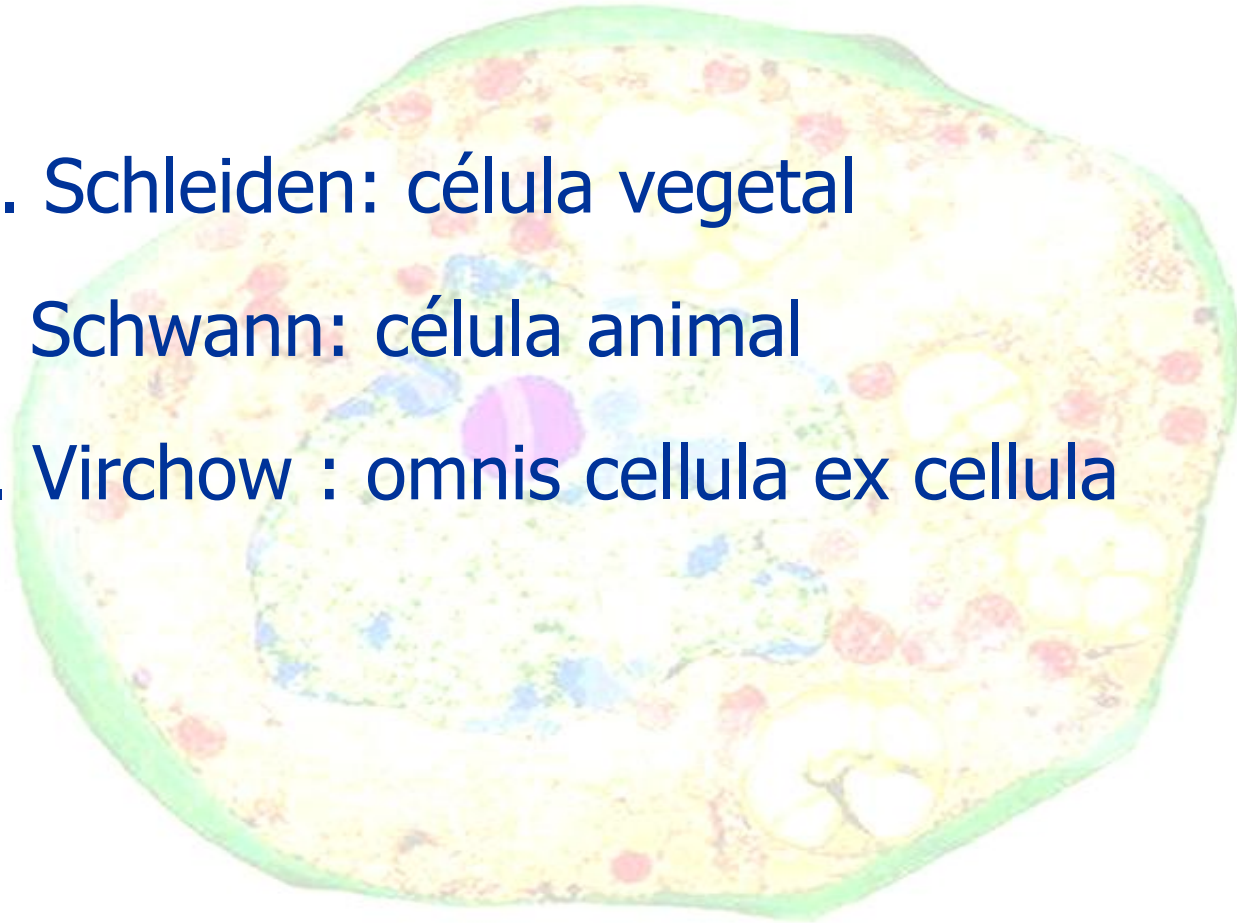 . Schleiden: célula vegetal
Schwann: célula animal
. Virchow : omnis cellula ex cellula